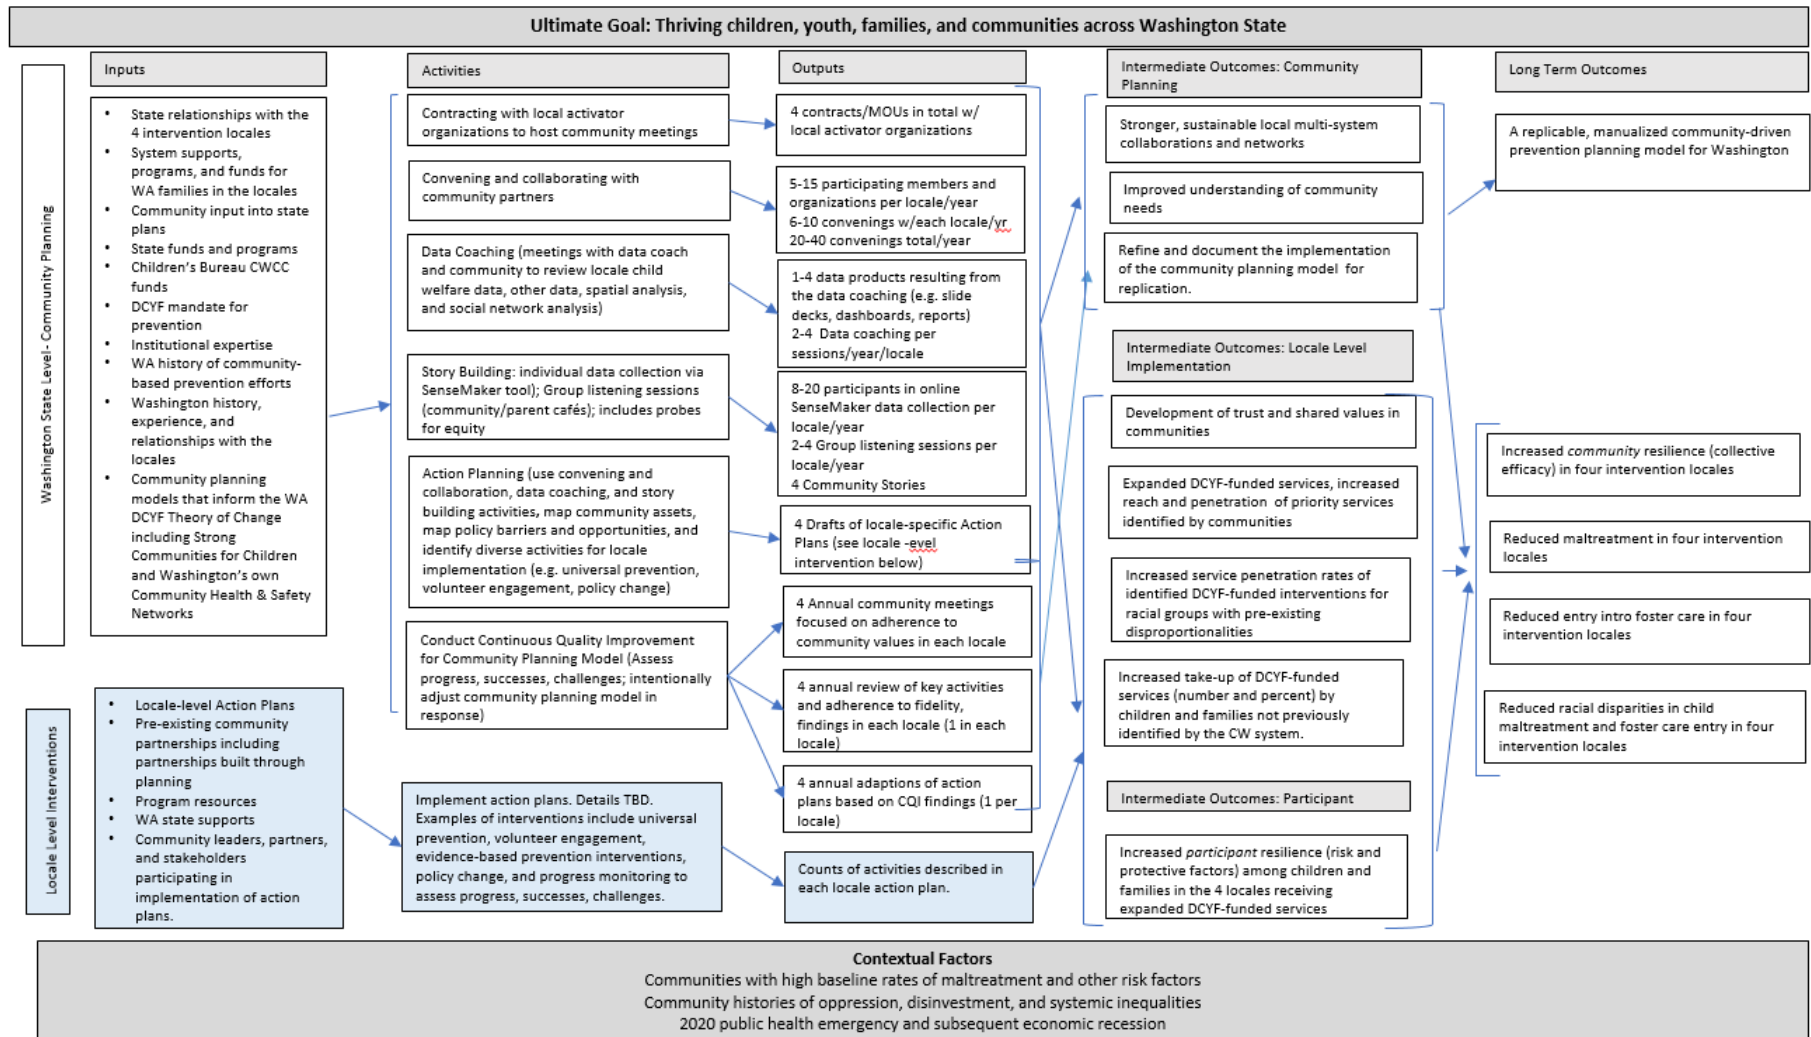 Ultimate Goal: Thriving children, youth, families, and communities across Washington State
Washington State Level- Community Planning
Inputs
• State relationships with the
4 intervention locales
• System supports,
programs, and funds for
WA families in the locales
• Community input into state
plans
• State funds and programs
• Children's Bureau CWCC
funds
• DCYF mandate for
prevention
• Institutional expertise
• WA history of community-
based prevention efforts
• Washington history,
experience, and
relationships with the
locales
• Community planning
models that inform the WA
DCYF Theory of Change
including Strong
Communities for Children
and Washington's own
Community Health & Safety
Networks
Activities
Contracting with local activator
organizations to host community meetings
Convening and collaborating with
community partners
Data Coaching (meetings with data coach
and community to review locale child
welfare data, other data, spatial analysis,
and social network analysis)
Story Building: individual data collection via
SenseMaker tool); Group listening sessions
(community/parent cafés); includes probes
for equity
Action Planning (use convening and
collaboration, data coaching, and story
building activities, map community assets,
map policy barriers and opportunities, and
identify diverse activities for locale
implementation (e.g. universal prevention,
volunteer engagement, policy change)
Conduct Continuous Quality Improvement
for Community Planning Model (Assess
progress, successes, challenges; intentionally
adjust community planning model in
response)
Outputs
4 contracts/MOUs in total w/
local activator organizations
5-15 participating members and
organizations per locale/year
6-10 convenings w/each locale/yr
20-40 convenings total/year
1-4 data products resulting from
the data coaching (e.g. slide
decks, dashboards, reports)
2-4 Data coaching per
sessions/year/locale
8-20 participants in online
SenseMaker data collection per
locale/year
2-4 Group listening sessions per
locale/year
4 Community Stories
4 Drafts of locale-specific Action
Plans (see locale -evel
intervention below)
4 Annual community meetings
focused on adherence to
community values in each locale
4 annual review of key activities
and adherence to fidelity,
findings in each locale (1 in each
locale)
4 annual adaptions of action
plans based on CQI findings (1 per
locale)
Intermediate Outcomes: Community
Planning
Stronger, sustainable local multi-system
collaborations and networks
Improved understanding of community
needs
Refine and document the implementation
of the community planning model for
replication.
Intermediate Outcomes: Locale Level
Implementation
Development of trust and shared values in
communities
Expanded DCYF-funded services, increased
reach and penetration of priority services
identified by communities
Increased service penetration rates of
identified DCYF-funded interventions for
racial groups with pre-existing
disproportionalities
Increased take-up of DCYF-funded
services (number and percent) by
children and families not previously
identified by the CW system.
Intermediate Outcomes: Participant
Increased participant resilience (risk and
protective factors) among children and
families in the 4 locales receiving
expanded DCYF-funded services
Long Term Outcomes
A replicable, manualized community-driven
prevention planning model for Washington
Increased community resilience (collective
efficacy) in four intervention locales
Reduced maltreatment in four intervention
locales
Reduced entry intro foster care in four
intervention locales
Reduced racial disparities in child
maltreatment and foster care entry in four
intervention locales
Locale Level Interventions
• Locale-level Action Plans
• Pre-existing community
partnerships including
partnerships built through
planning
• Program resources
• WA state supports
• Community leaders, partners,
and stakeholders
participating in
implementation of action
plans.
Implement action plans. Details TBD.
Examples of interventions include universal
prevention, volunteer engagement,
evidence-based prevention interventions,
policy change, and progress monitoring to
assess progress, successes, challenges.
Counts of activities described in
each locale action plan.
Contextual Factors
Communities with high baseline rates of maltreatment and other risk factors
Community histories of oppression, disinvestment, and systemic inequalities
2020 public health emergency and subsequent economic recession